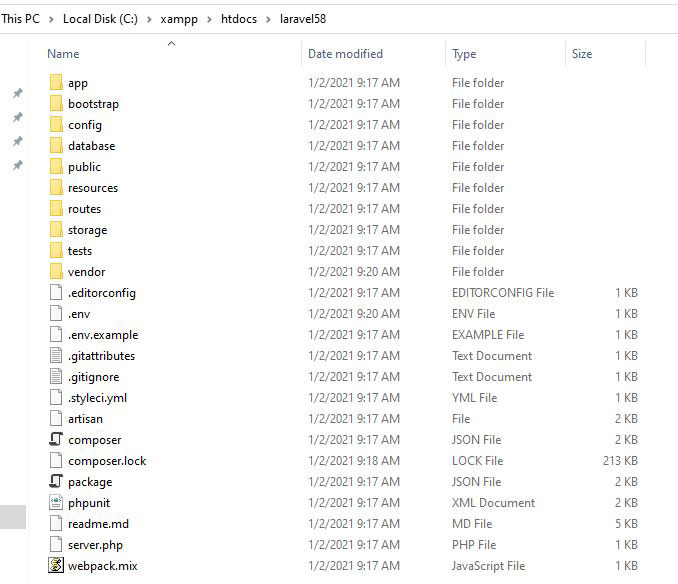 This PC > Local Disk (C:) > xampp > htdocs > laravel58
Name Date modified Type Size
app 1/2/2021 9:17 AM File folder
bootstrap 1/2/2021 9:17 AM File folder
config 1/2/2021 9:17 AM File folder
database 1/2/2021 9:17 AM File folder
public 1/2/2021 9:17 AM File folder
resources 1/2/2021 9:17 AM File folder
routes 1/2/2021 9:17 AM File folder
storage 1/2/2021 9:17 AM File folder
tests 1/2/2021 9:17 AM File folder
vendor 1/2/2021 9:20 AM File folder
.editorconfig 1/2/2021 9:17 AM EDITORCONFIG File 1 KB
.env 1/2/2021 9:20 AM ENV File 1 KB
.env.example 1/2/2021 9:17 AM EXAMPLE File 1 KB
.gitattributes 1/2/2021 9:17 AM Text Document 1 KB
.gitignore 1/2/2021 9:17 AM Text Document 1 KB
.styleci.yml 1/2/2021 9:17 AM YML File 1 KB
artisan 1/2/2021 9:17 AM File 2 KB
composer 1/2/2021 9:17 AM JSON File 2 KB
composer.lock 1/2/2021 9:18 AM LOCK File 213 KB
package 1/2/2021 9:17 AM JSON File 2 KB
phpunit 1/2/2021 9:17 AM XML Document 2 KB
readme.md 1/2/2021 9:17 AM MD File 5 KB
server.php 1/2/2021 9:17 AM PHP File 1 KB
webpack.mix 1/2/2021 9:17 AM JavaScript File 1 KB